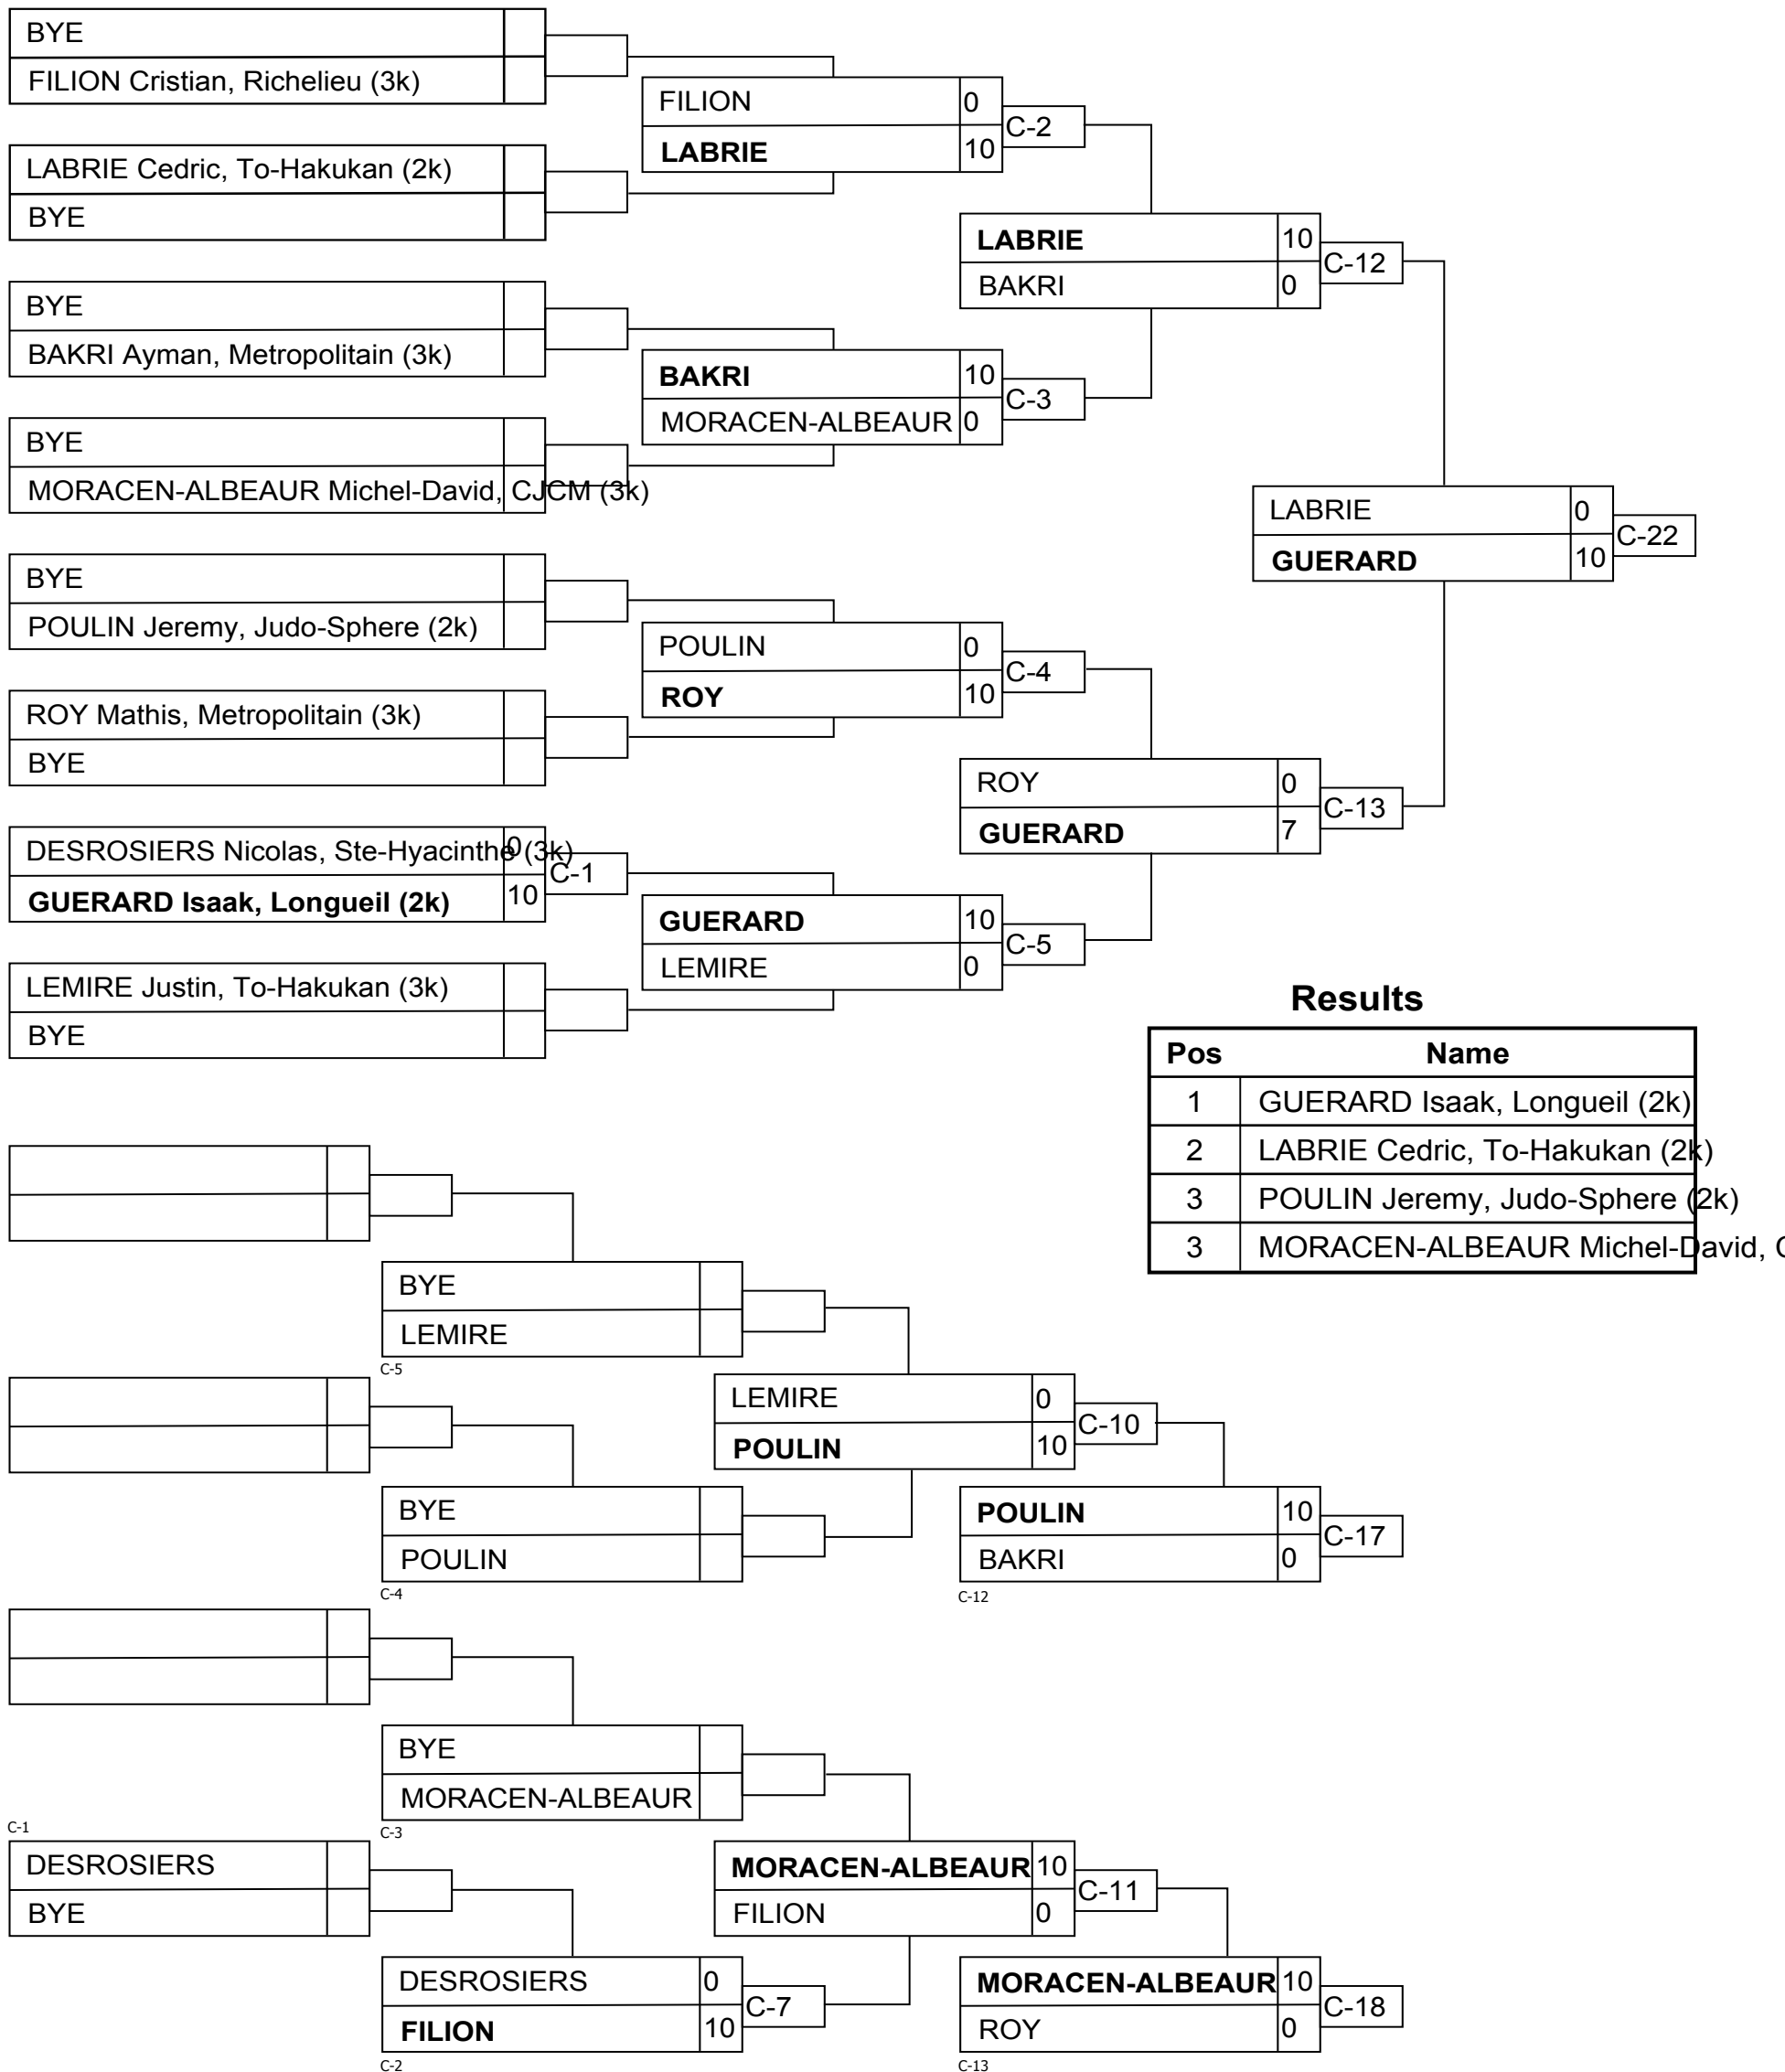 BYE
FILION Cristian, Richelieu (3k)
LABRIE Cedric, To-Hakukan (2k)
BYE
BYE
BAKRI Ayman, Metropolitain (3k)
BYE
MORACEN-ALBEAUR Michel-David, CJCM (3k)
BYE
POULIN Jeremy, Judo-Sphere (2k)
ROY Mathis, Metropolitain (3k)
BYE
DESROSIERS Nicolas, Ste-Hyacinthe (3k) 0
GUERARD Isaak, Longueil (2k) 10
C-1
LEMIRE Justin, To-Hakukan (3k)
BYE
FILION 0
LABRIE 10
C-2
BAKRI 10
MORACEN-ALBEAUR 0
C-3
POULIN 0
ROY 10
C-4
GUERARD 10
LEMIRE 0
C-5
LABRIE 10
BAKRI 0
C-12
ROY 0
GUERARD 7
C-13
LABRIE 0
GUERARD 10
C-22
Results
Pos Name
1 GUERARD Isaak, Longueil (2k)
2 LABRIE Cedric, To-Hakukan (2k)
3 POULIN Jeremy, Judo-Sphere (2k)
3 MORACEN-ALBEAUR Michel-David,
BYE
LEMIRE
C-5
BYE
POULIN
C-4
LEMIRE 0
POULIN 10
C-10
POULIN 10
BAKRI 0
C-17
C-12
BYE
MORACEN-ALBEAUR
C-3
C-1
DESROSIERS
BYE
DESROSIERS 0
FILION 10
C-7
C-2
MORACEN-ALBEAUR 10
FILION 0
C-11
MORACEN-ALBEAUR 10
ROY 0
C-18
C-13